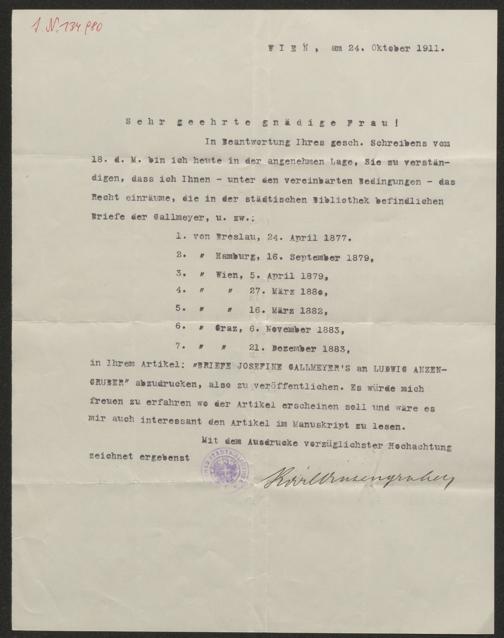 I. N. 134 980
WIEN, am 24. Oktober 1911.
Sehr geehrte gnädige Frau!
In Beantwortung Ihres gesch. Schreibens vom
18. d. M. bin ich heute in der angenehmen Lage, Sie zu verstän-
digen, dass ich Ihnen - unter den vereinbarten Bedingungen - das
Recht einräume, die in der städtischen Bibliothek befindlichen
Briefe der Gallmeyer, u. zw.:
1. von Breslau, 24. April 1877.
2. " Hamburg, 16. September 1879,
3. " Wien, 5. April 1879,
4. " " 27. März 1880,
5. " " 16. März 1882,
6. " Graz, 6. November 1883,
7. " " 21. Dezember 1883,
in Ihrem Artikel: "BRIEFE JOSEFINE GALLMEYER'S an LUDWIG ANZEN-
GRUBER" abzudrucken, also zu veröffentlichen. Es würde mich
freuen zu erfahren wo der Artikel erscheinen soll und wäre es
mir auch interessant den Artikel im Manuskript zu lesen.
Mit dem Ausdrucke vorzüglichster Hochachtung
zeichnet ergebenst
Karl Anzengruber